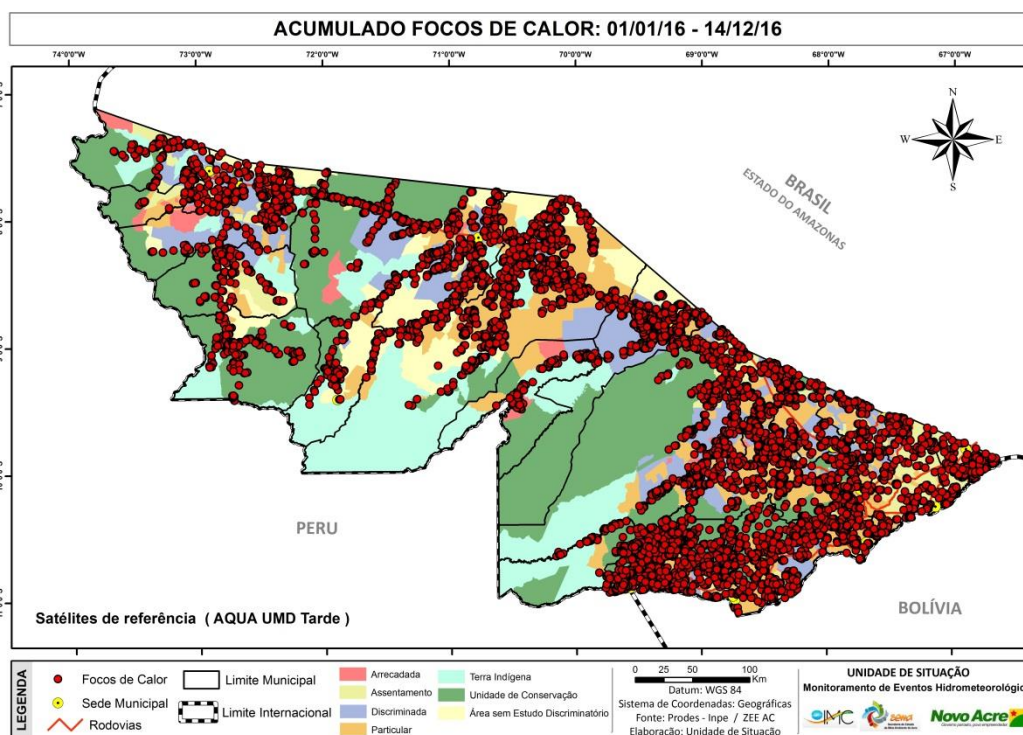 ACUMULADO FOCOS DE CALOR: 01/01/16 - 14/12/16
74°0'0"W 73°0'0"W 72°0'0"W 71°0'0"W 70°0'0"W 69°0'0"W 68°0'0"W 67°0'0"W
N
W E
S
BRASIL
ESTADO DO AMAZONAS
PERU
BOLÍVIA
Satélites de referência ( AQUA UMD Tarde )
LEGENDA
Focos de Calor
Sede Municipal
Rodovias
Limite Municipal
Limite Internacional
Arrecadada
Assentamento
Discriminada
Particular
Terra Indígena
Unidade de Conservação
Área sem Estudo Discriminatório
0 25 50 100
Km
Datum: WGS 84
Sistema de Coordenadas: Geográficas
Fonte: Prodes - Inpe / ZEE AC
Elaboração: Unidade de Situação
UNIDADE DE SITUAÇÃO
Monitoramento de Eventos Hidrometeorológic
IMC
sema
Novo Acre